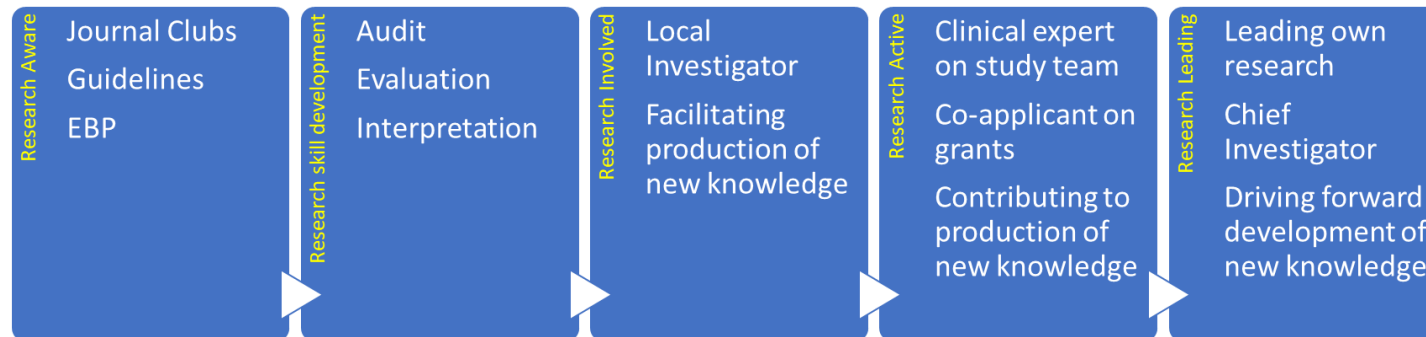 Research Aware
Journal Clubs
Guidelines
EBP
Research skill development
Audit
Evaluation
Interpretation
Research Involved
Local
Investigator
Facilitating
production of
new knowledge
Research Active
Clinical expert
on study team
Co-applicant on
grants
Contributing to
production of
new knowledge
Research Leading
Leading own
research
Chief
Investigator
Driving forward
development of
new knowledge